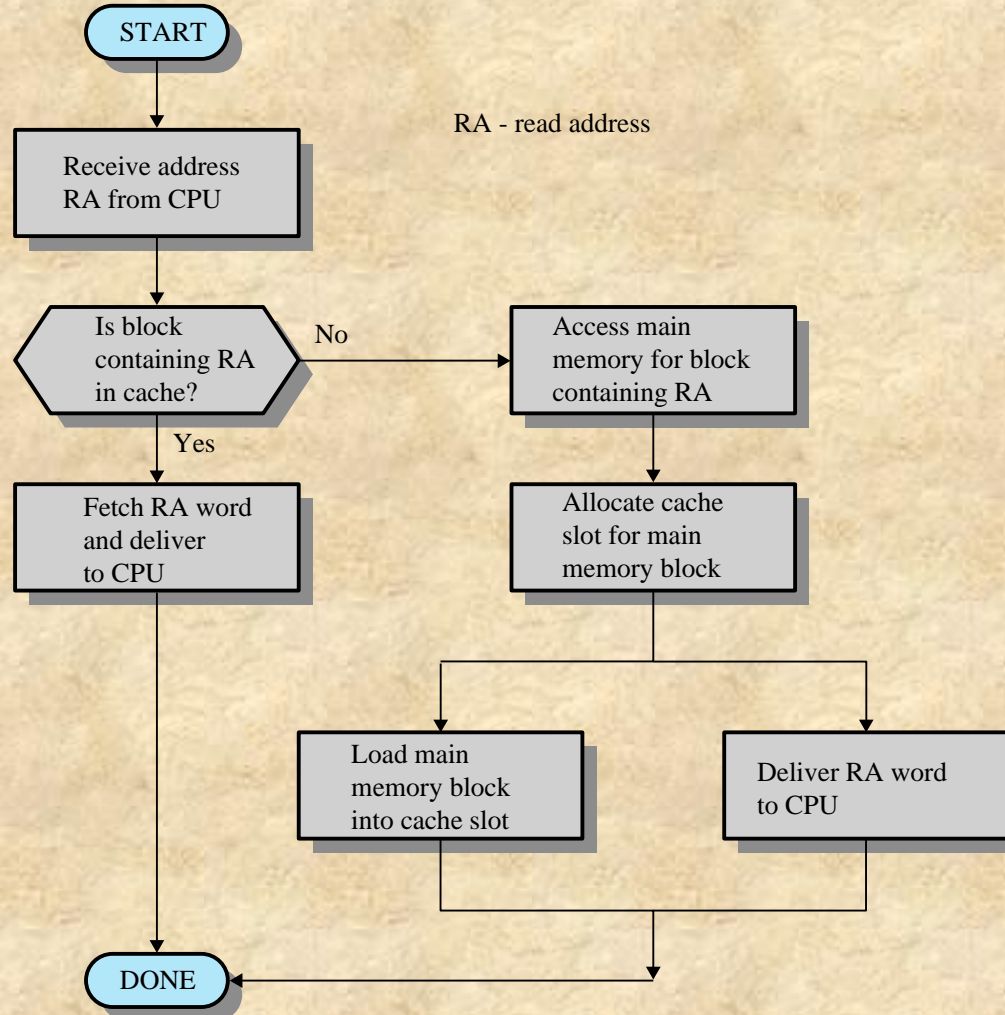 START
RA - read address
Receive address
RA from CPU
Is block
containing RA
in cache?
No
Access main
memory for block
containing RA
Yes
Fetch RA word
and deliver
to CPU
Allocate cache
slot for main
memory block
Load main
memory block
into cache slot
Deliver RA word
to CPU
DONE